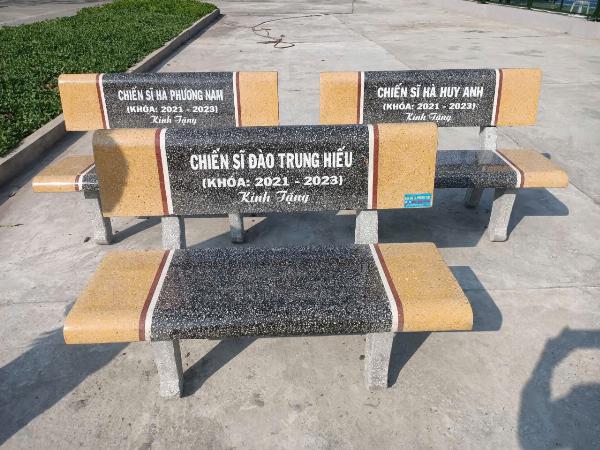 CHIẾN SĨ HÀ PHƯƠNG NAM
(KHÓA: 2021 - 2023)
Kính Tặng
CHIẾN SĨ HÀ HUY ANH
(KHÓA: 2021 - 2023)
Kính Tặng
CHIẾN SĨ ĐÀO TRUNG HIẾU
(KHÓA: 2021 - 2023)
Kính Tặng